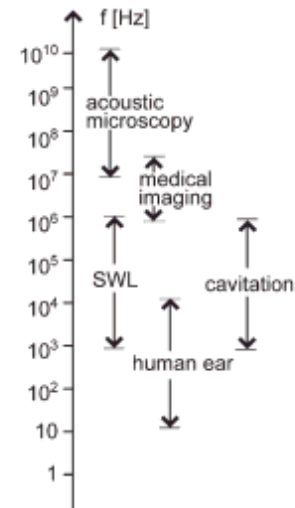 f [Hz]
10¹⁰
10⁹
acoustic
microscopy
10⁸
10⁷
medical
imaging
10⁶
10⁵
SWL
cavitation
10⁴
10³
human ear
10²
10
1